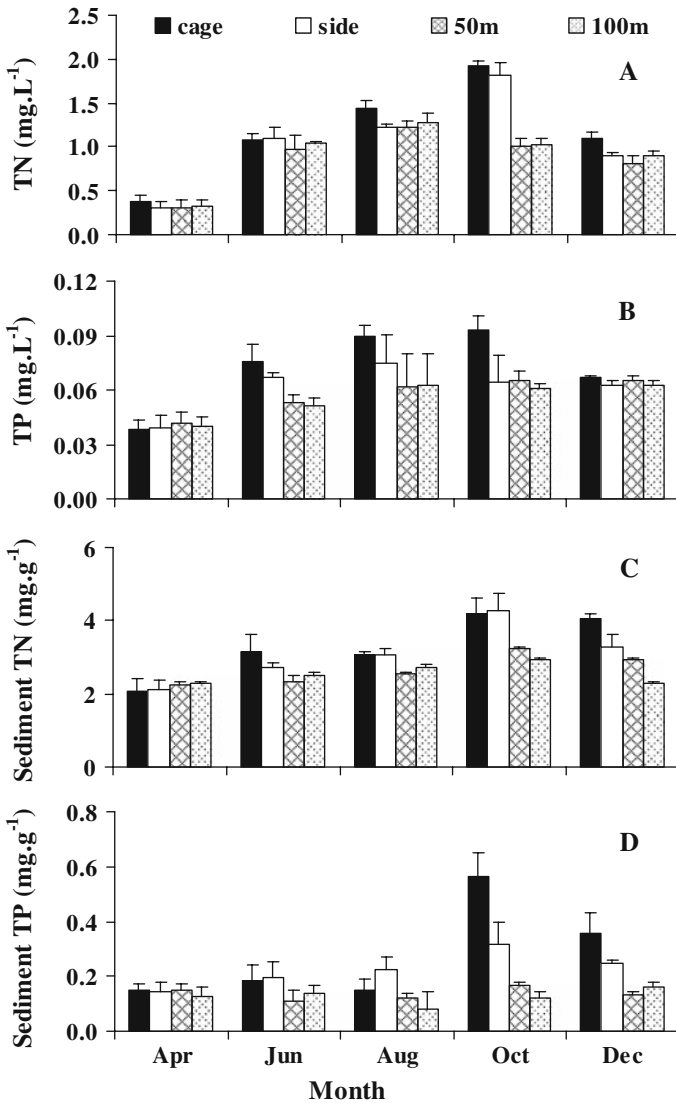 cage side 50m 100m
A
TN (mg.L-1)
2.5
2.0
1.5
1.0
0.5
0.0
B
TP (mg.L-1)
0.12
0.09
0.06
0.03
0.00
C
Sediment TN (mg.g-1)
6
4
2
0
D
Sediment TP (mg.g-1)
0.8
0.6
0.4
0.2
0.0
Apr Jun Aug Oct Dec
Month